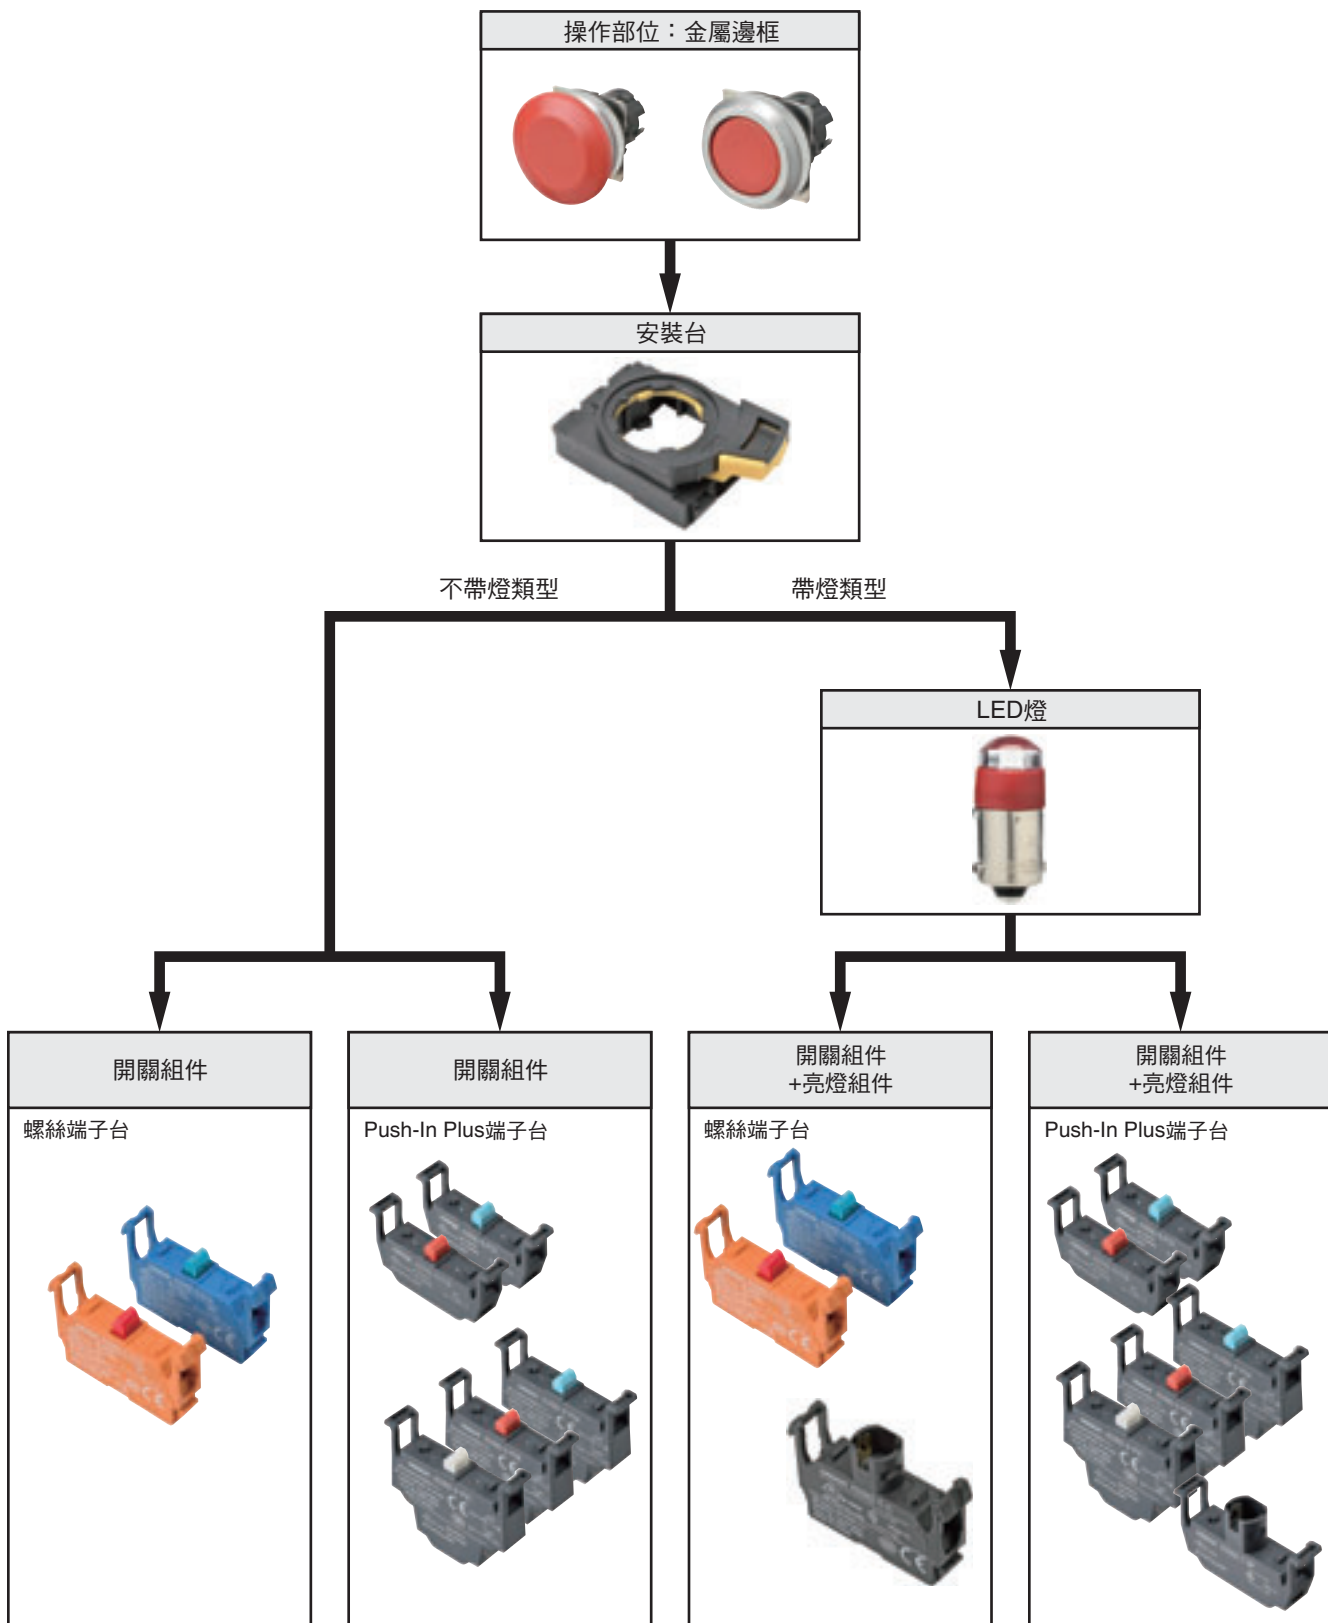 操作部位：金屬邊框
安裝台
不帶燈類型
帶燈類型
LED燈
開關組件
開關組件
開關組件
+亮燈組件
開關組件
+亮燈組件
螺絲端子台
Push-In Plus端子台
螺絲端子台
Push-In Plus端子台